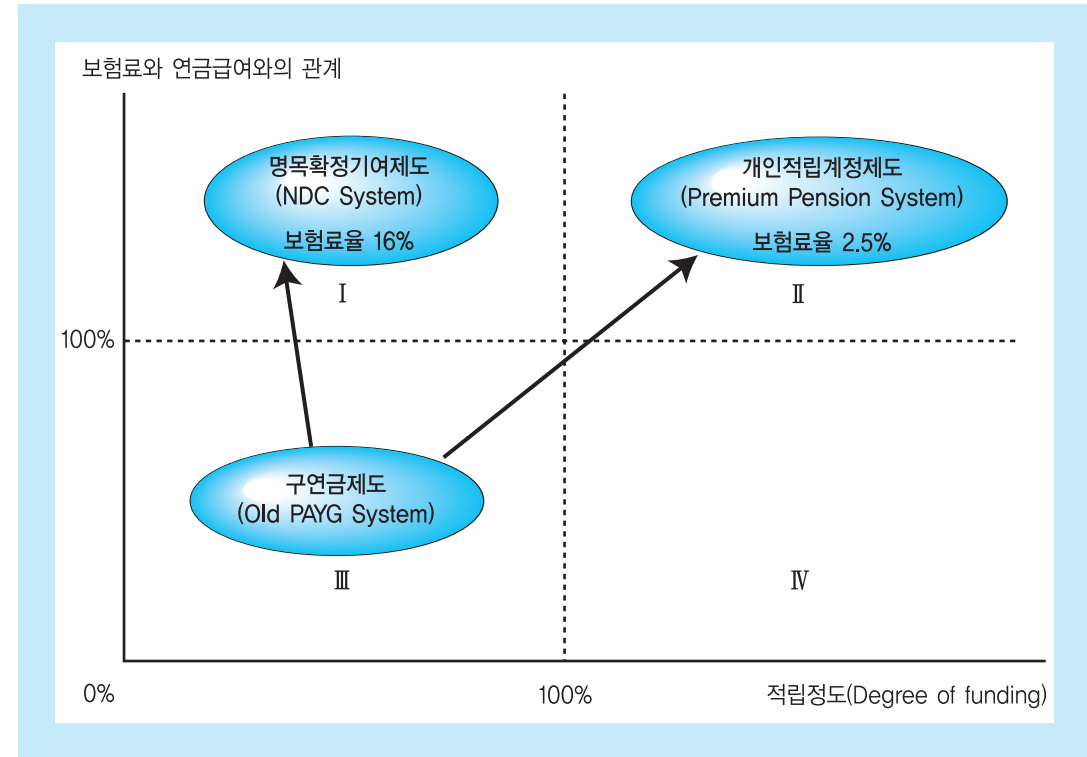 보험료와 연금급여와의 관계
명목확정기여제도
(NDC System)
보험료율 16%
개인적립계정제도
(Premium Pension System)
보험료율 2.5%
Ⅰ
Ⅱ
100%
구연금제도
(Old PAYG System)
Ⅲ
Ⅳ
0%
100%
적립정도(Degree of funding)